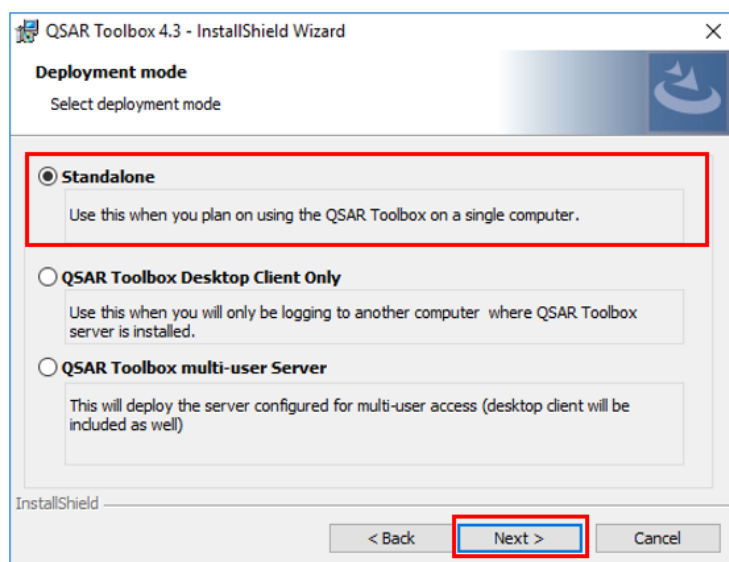 QSAR Toolbox 4.3 - InstallShield Wizard
Deployment mode
Select deployment mode
Standalone
Use this when you plan on using the QSAR Toolbox on a single computer.
QSAR Toolbox Desktop Client Only
Use this when you will only be logging to another computer where QSAR Toolbox
server is installed.
QSAR Toolbox multi-user Server
This will deploy the server configured for multi-user access (desktop client will be
included as well)
InstallShield
< Back Next > Cancel